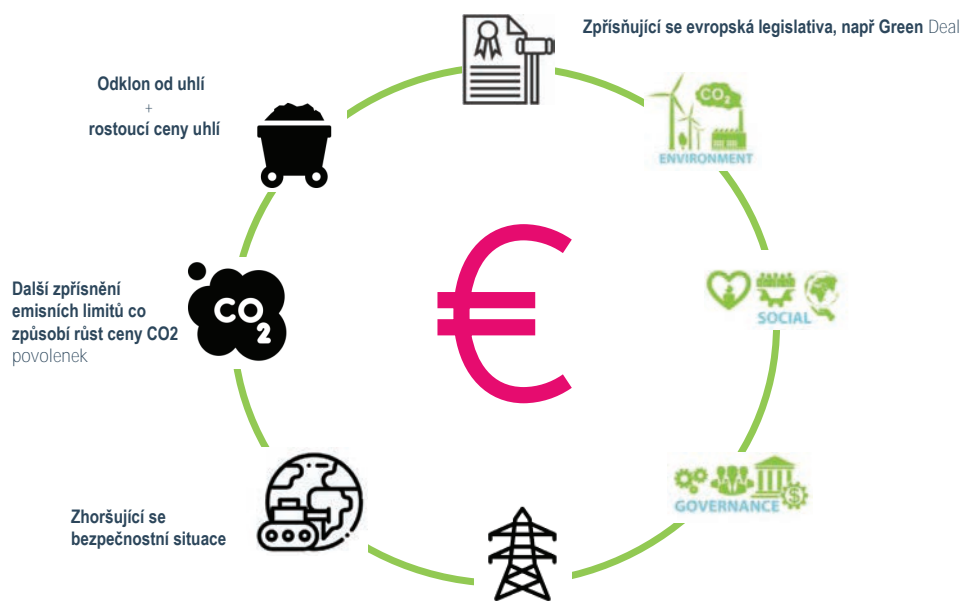 Zpřísňující se evropská legislativa, např Green Deal
Odklon od uhlí
+
rostoucí ceny uhlí
CO2
ENVIRONMENT
Další zpřísnění
emisních limitů co
způsobí růst ceny CO2
povolenek
CO2
€
SOCIAL
Zhoršující se
bezpečnostní situace
$
GOVERNANCE